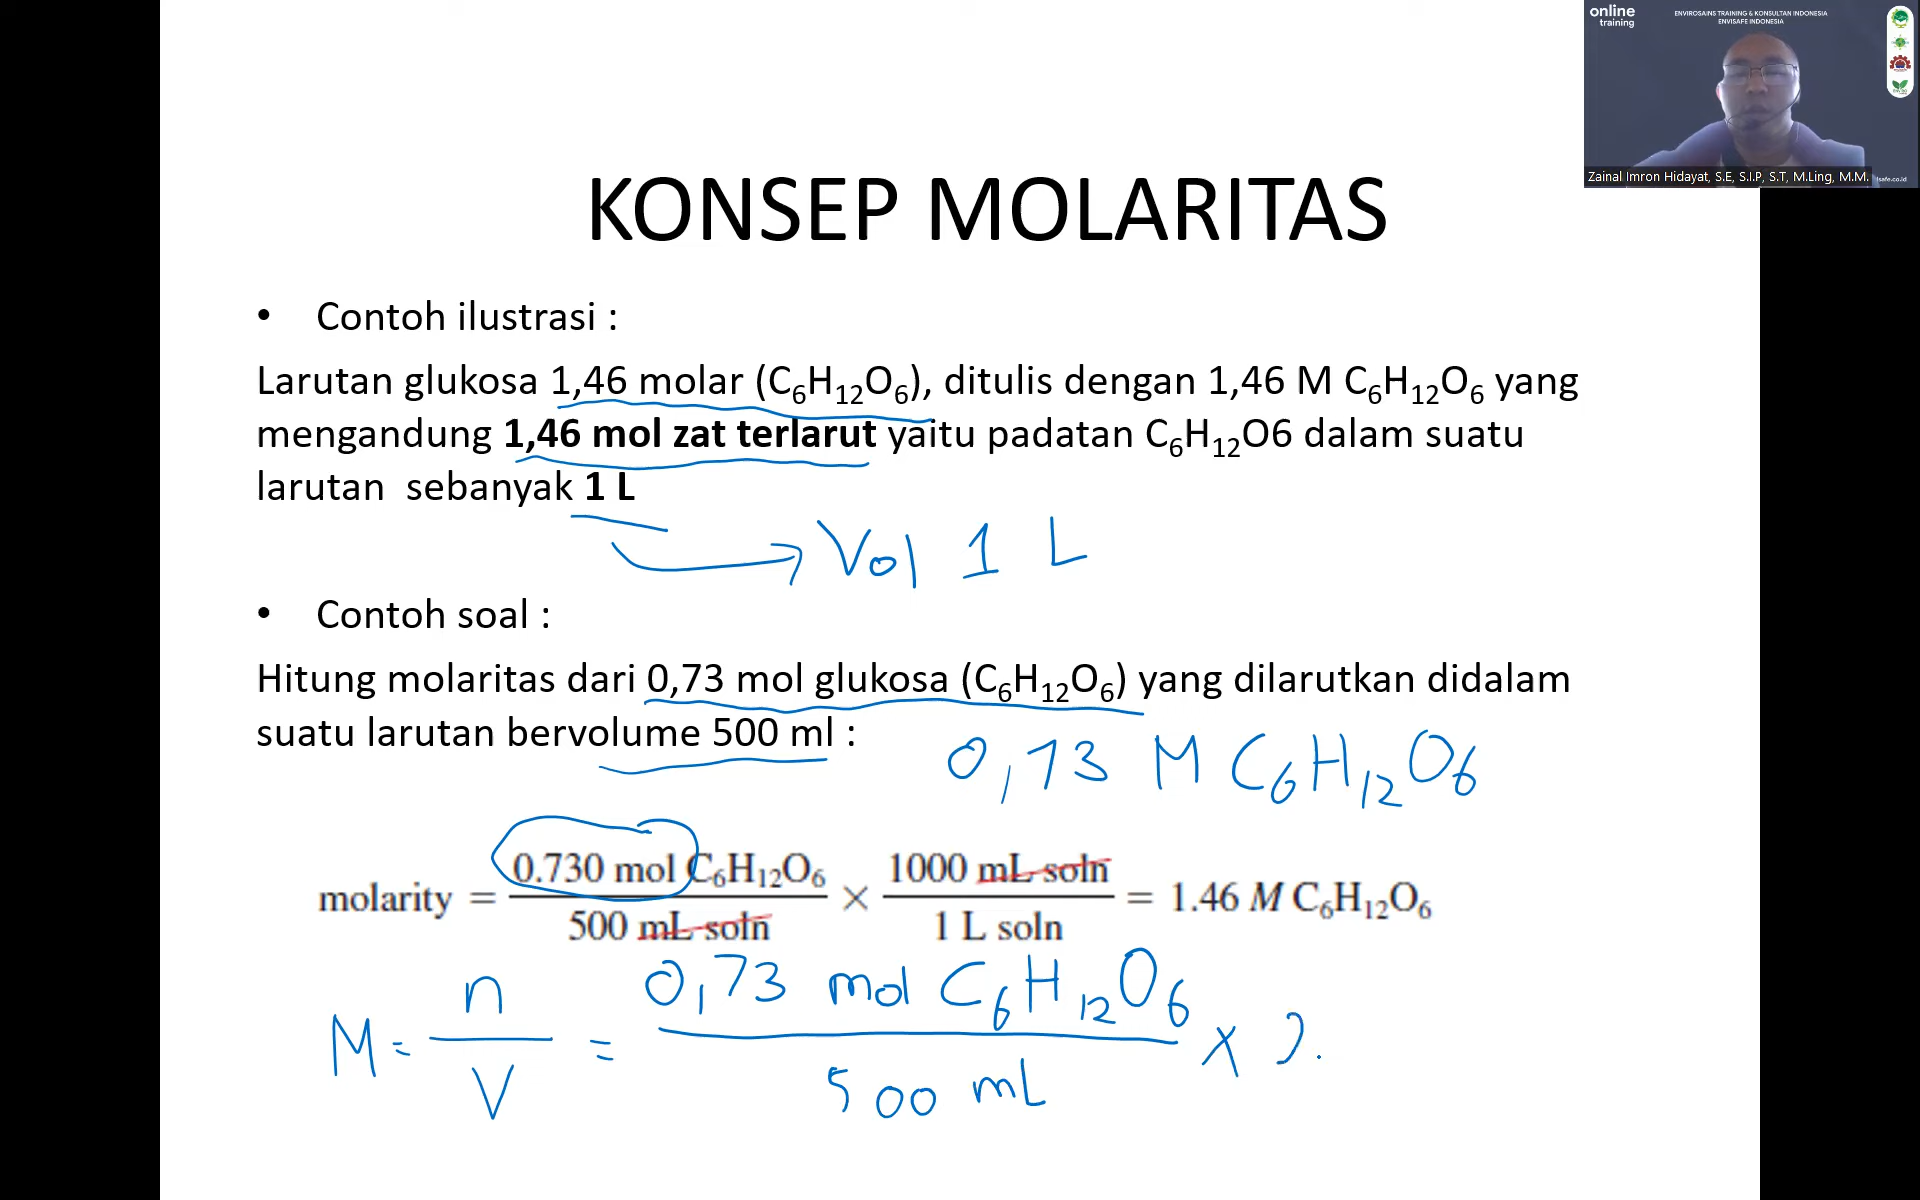 online
training
ENVIROSAINS TRAINING & KONSULTAN INDONESIA
ENVISAFE INDONESIA
Zainal Imron Hidayat, S.E, S.I.P, S.T, M.Ling, M.M.
KONSEP MOLARITAS
• Contoh ilustrasi :
Larutan glukosa 1,46 molar (C₆H₁₂O₆), ditulis dengan 1,46 M C₆H₁₂O₆ yang
mengandung 1,46 mol zat terlarut yaitu padatan C₆H₁₂O6 dalam suatu
larutan sebanyak 1 L
Vol 1 L
• Contoh soal :
Hitung molaritas dari 0,73 mol glukosa (C₆H₁₂O₆) yang dilarutkan didalam
suatu larutan bervolume 500 ml :
0,73 M C₆H₁₂O₆
molarity = 0.730 mol C₆H₁₂O₆ / 500 mL soln × 1000 mL soln / 1 L soln = 1.46 M C₆H₁₂O₆
M = n / V = 0,73 mol C₆H₁₂O₆ / 500 mL x